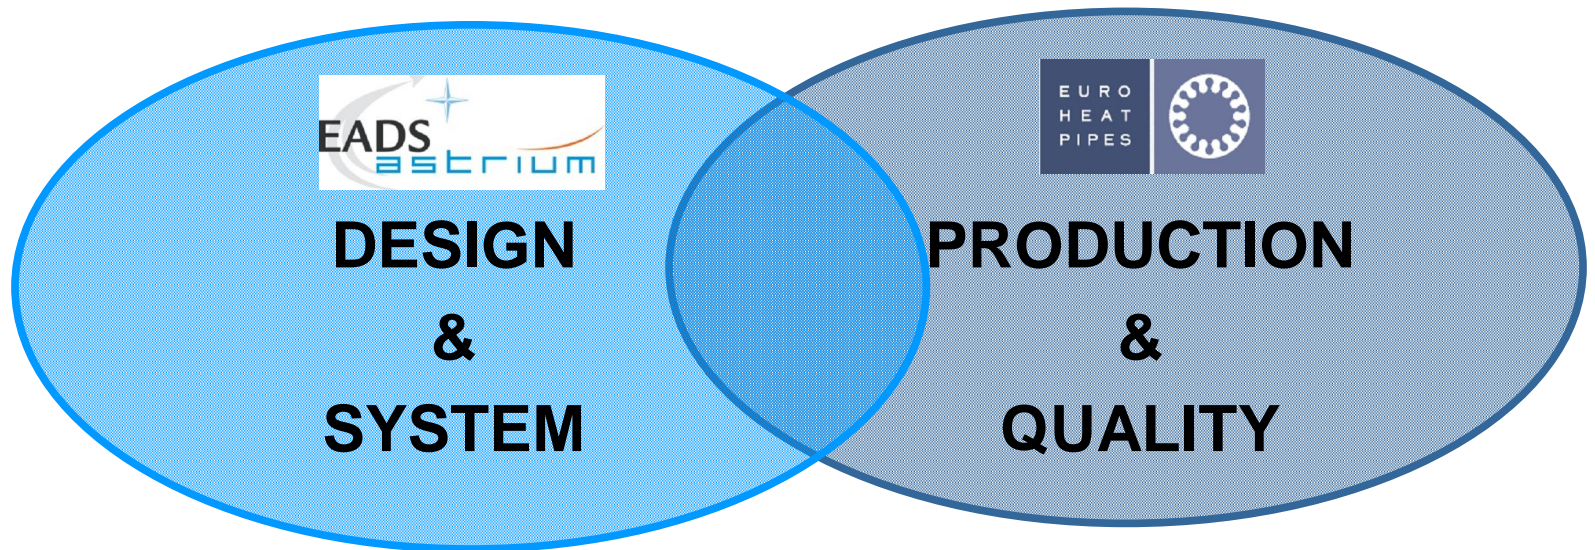 EADS
astrium
DESIGN
&
SYSTEM
EURO
HEAT
PIPES
PRODUCTION
&
QUALITY